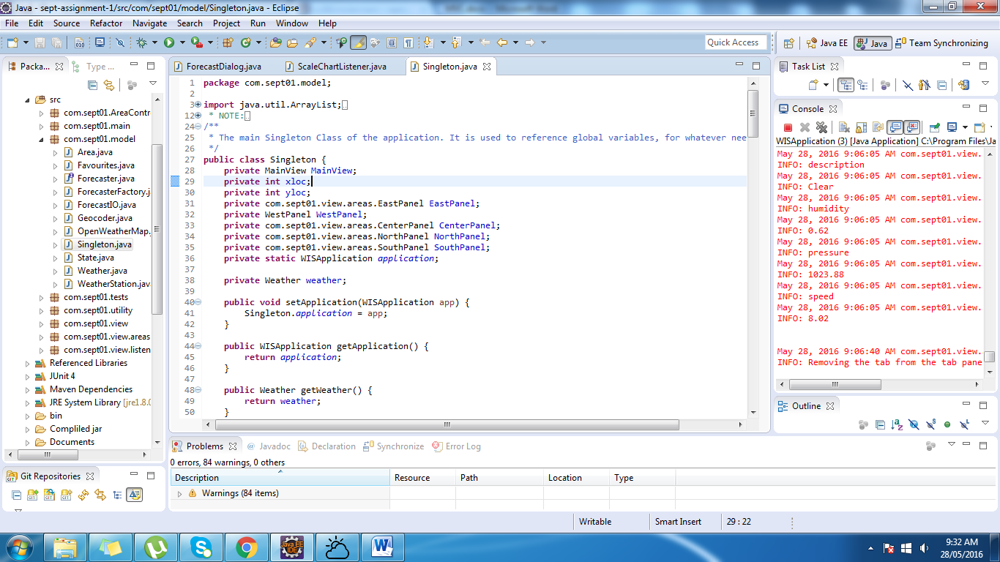 Java - sept-assignment-1/src/com/sept01/model/Singleton.java - Eclipse
File Edit Source Refactor Navigate Search Project Run Window Help
Quick Access
Java EE
Java
Team Synchronizing
Packa...
Type ...
src
com.sept01.AreaContr
com.sept01.main
com.sept01.model
Area.java
Favourites.java
Forecaster.java
ForecasterFactory.j
ForecastIO.java
Geocoder.java
OpenWeatherMap.
Singleton.java
State.java
Weather.java
WeatherStation.java
com.sept01.tests
com.sept01.utility
com.sept01.view
com.sept01.view.areas
com.sept01.view.listen
Referenced Libraries
JUnit 4
Maven Dependencies
JRE System Library [jre1.8.0
bin
Compliled jar
Documents
Git Repositories
ForecastDialog.java
ScaleChartListener.java
Singleton.java
1 package com.sept01.model;
2
3 import java.util.ArrayList;
12 * NOTE:
24 /**
25 * The main Singleton Class of the application. It is used to reference global variables, for whatever nee
26 */
27 public class Singleton {
28 private MainView MainView;
29 private int xloc;
30 private int yloc;
31 private com.sept01.view.areas.EastPanel EastPanel;
32 private WestPanel WestPanel;
33 private com.sept01.view.areas.CenterPanel CenterPanel;
34 private com.sept01.view.areas.NorthPanel NorthPanel;
35 private com.sept01.view.areas.SouthPanel SouthPanel;
36 private static WISApplication application;
37
38 private Weather weather;
39
40 public void setApplication(WISApplication app) {
41 Singleton.application = app;
42 }
43
44 public WISApplication getApplication() {
45 return application;
46 }
47
48 public Weather getWeather() {
49 return weather;
50 }
Task List
Console
WISApplication (3) [Java Application] C:\Program Files\Ja
May 28, 2016 9:06:05 AM com.sept01.view.
INFO: description
May 28, 2016 9:06:05 AM com.sept01.view.
INFO: Clear
May 28, 2016 9:06:05 AM com.sept01.view.
INFO: humidity
May 28, 2016 9:06:05 AM com.sept01.view.
INFO: 0.62
May 28, 2016 9:06:05 AM com.sept01.view.
INFO: pressure
May 28, 2016 9:06:05 AM com.sept01.view.
INFO: 1023.88
May 28, 2016 9:06:05 AM com.sept01.view.
INFO: speed
May 28, 2016 9:06:05 AM com.sept01.view.
INFO: 8.02
May 28, 2016 9:06:40 AM com.sept01.view.
INFO: Removing the tab from the tab pane
Outline
Problems
@ Javadoc
Declaration
Synchronize
Error Log
0 errors, 84 warnings, 0 others
Description Resource Path Location Type
Warnings (84 items)
Writable
Smart Insert
29 : 22
9:32 AM
28/05/2016